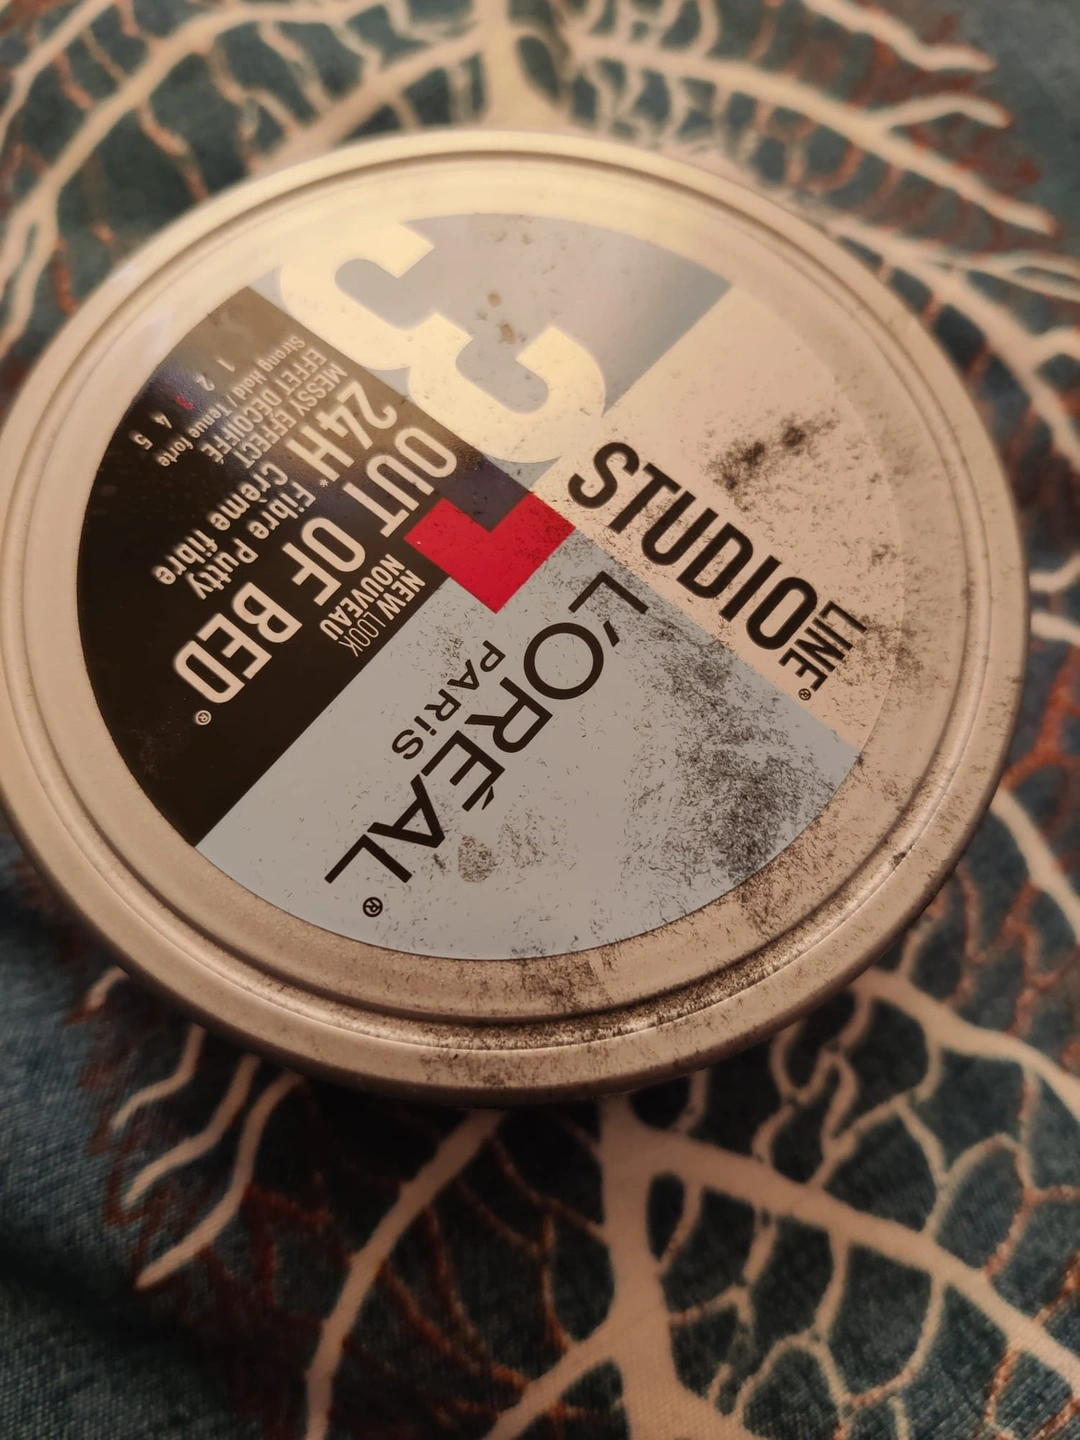 STUDIO
LINE®
L'ORÉAL®
PARiS
NEW LOOK
NOUVEAU
OUT OF BED®
24H* Fibre Putty
Crème fibre
MESSY EFFECT
EFFET DÉCOIFFÉ
Strong Hold / Tenue forte
1 2 3 4 5
3